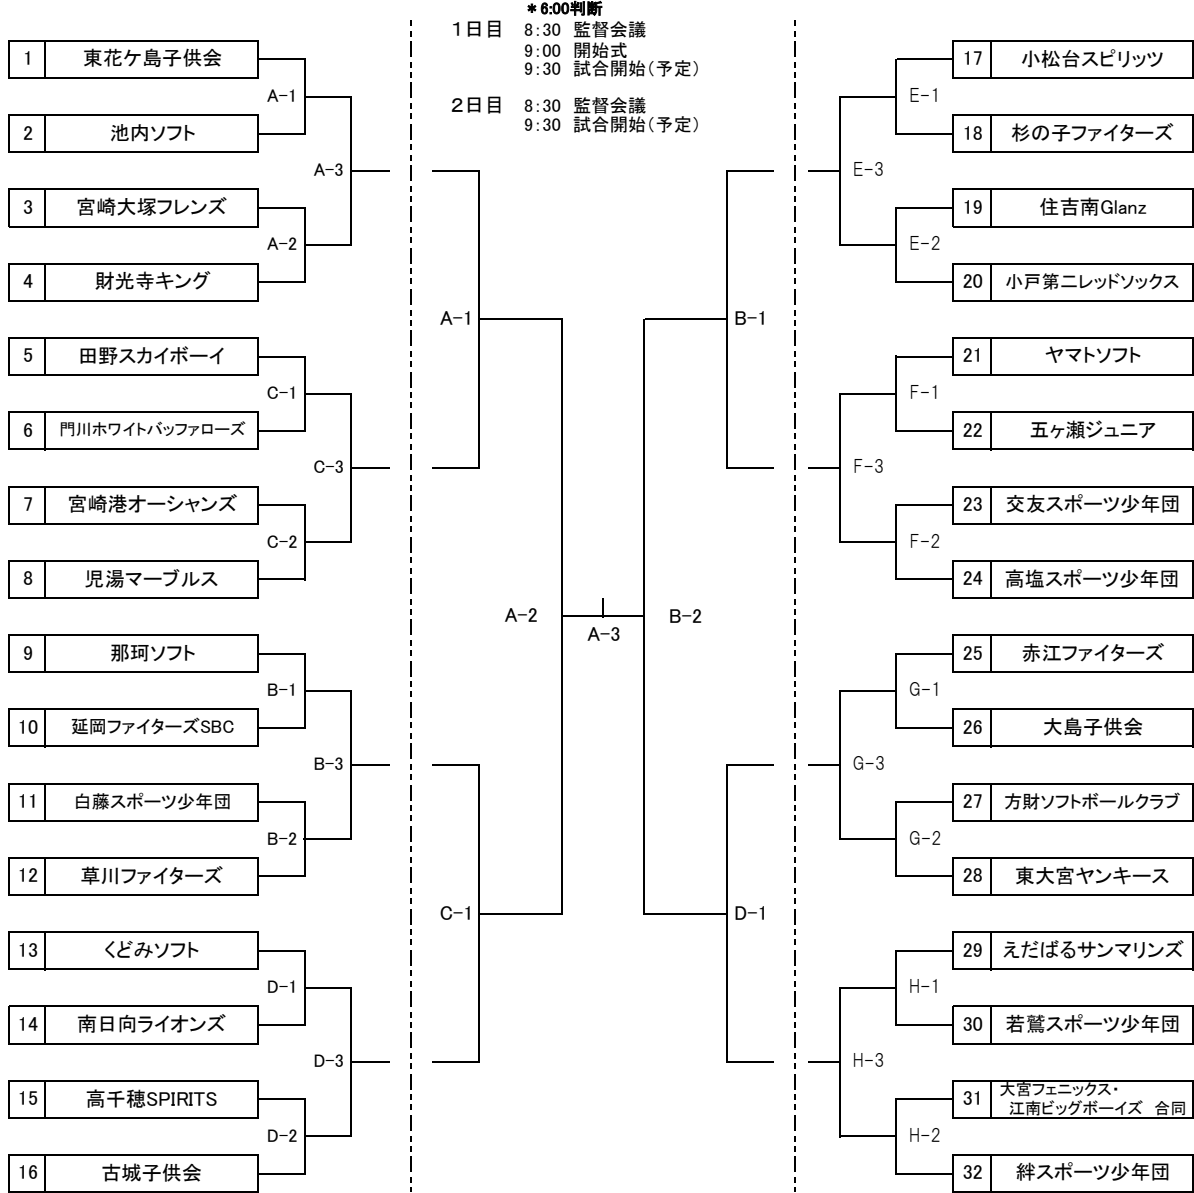 ＊6:00判断
1日目 8:30 監督会議
9:00 開始式
9:30 試合開始(予定)
2日目 8:30 監督会議
9:30 試合開始(予定)
1 東花ケ島子供会
A-1
2 池内ソフト
A-3
3 宮崎大塚フレンズ
A-2
4 財光寺キング
5 田野スカイボーイ
C-1
6 門川ホワイトバッファローズ
C-3
7 宮崎港オーシャンズ
C-2
8 児湯マーブルス
9 那珂ソフト
B-1
10 延岡ファイターズSBC
B-3
11 白藤スポーツ少年団
B-2
12 草川ファイターズ
13 くどみソフト
D-1
14 南日向ライオンズ
D-3
15 高千穂SPIRITS
D-2
16 古城子供会
A-1
C-1
A-2
A-3
B-2
B-1
D-1
17 小松台スピリッツ
E-1
18 杉の子ファイターズ
E-3
19 住吉南Glanz
E-2
20 小戸第二レッドソックス
21 ヤマトソフト
F-1
22 五ヶ瀬ジュニア
F-3
23 交友スポーツ少年団
F-2
24 高塩スポーツ少年団
25 赤江ファイターズ
G-1
26 大島子供会
G-3
27 方財ソフトボールクラブ
G-2
28 東大宮ヤンキース
29 えだばるサンマリンズ
H-1
30 若鷲スポーツ少年団
H-3
31 大宮フェニックス・
江南ビッグボーイズ 合同
H-2
32 絆スポーツ少年団